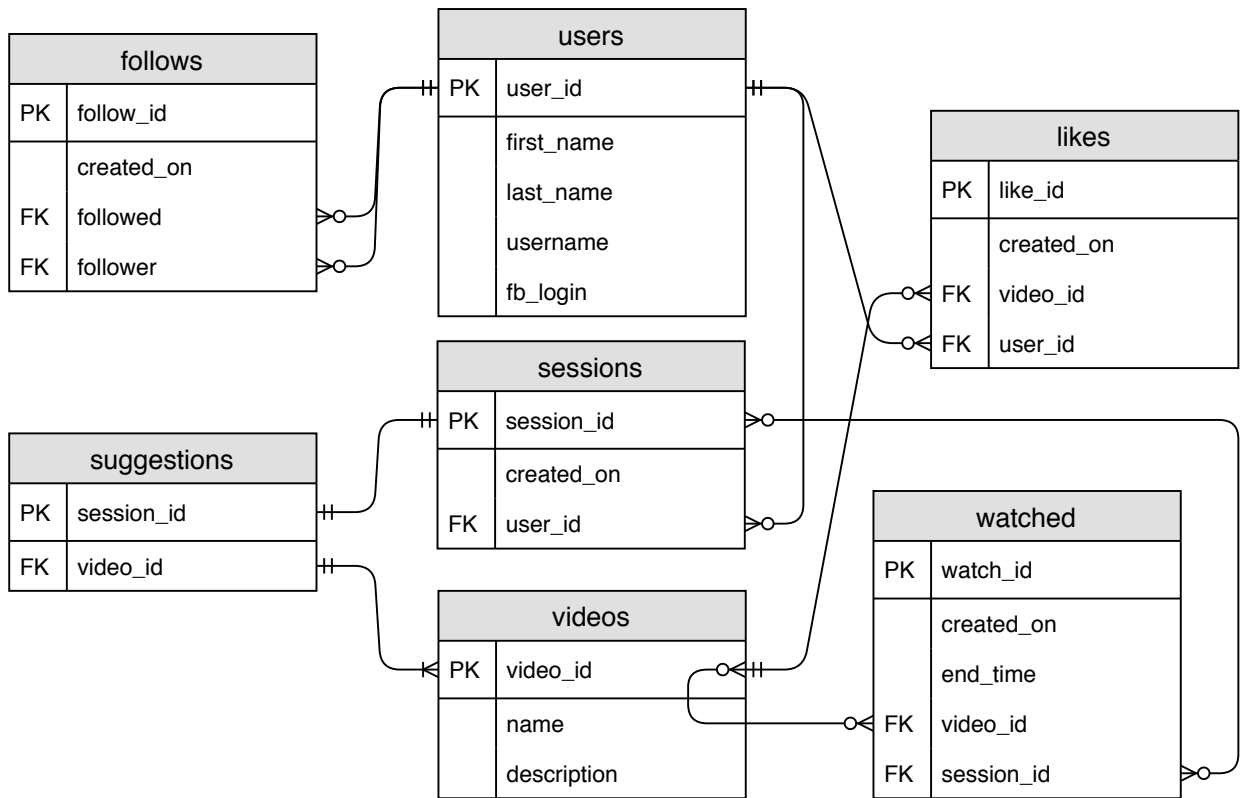 follows
PK follow_id
created_on
FK followed
FK follower
users
PK user_id
first_name
last_name
username
fb_login
likes
PK like_id
created_on
FK video_id
FK user_id
sessions
PK session_id
created_on
FK user_id
suggestions
PK session_id
FK video_id
videos
PK video_id
name
description
watched
PK watch_id
created_on
end_time
FK video_id
FK session_id